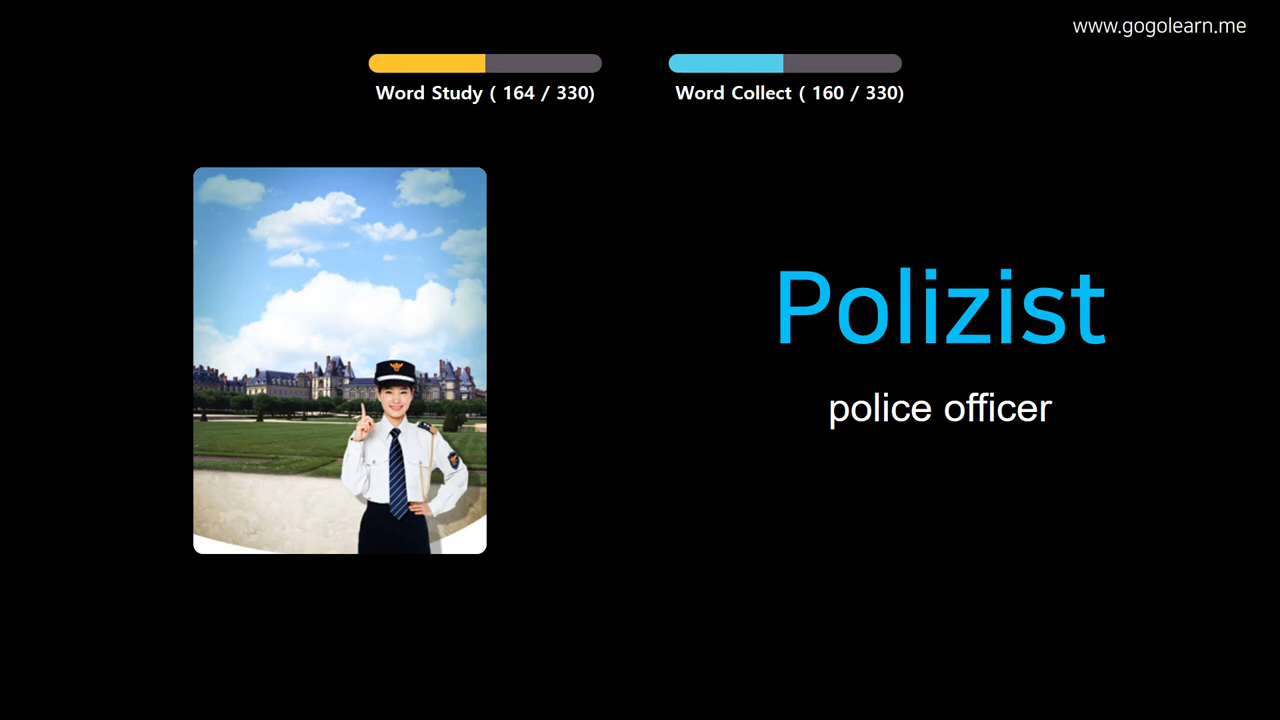 www.gogolearn.me
Word Study ( 164 / 330)
Word Collect ( 160 / 330)
Polizist
police officer